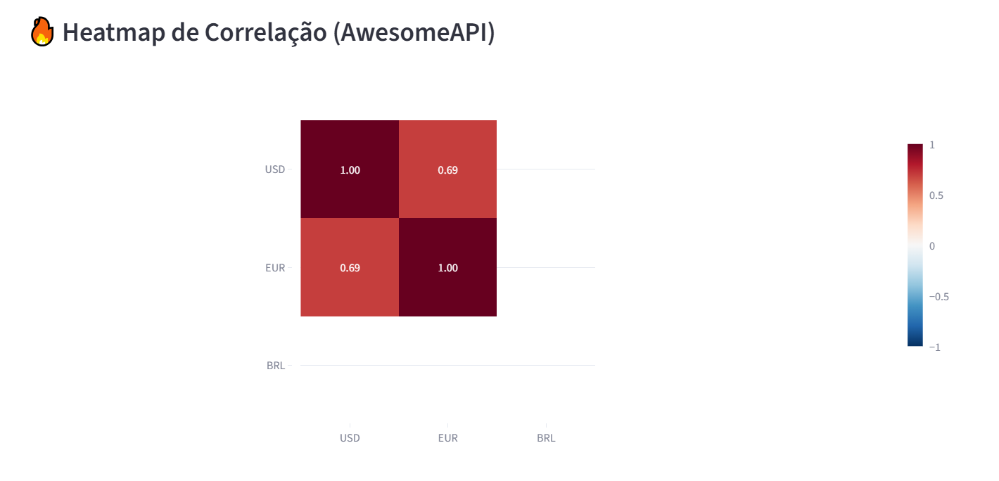 🔥 Heatmap de Correlação (AwesomeAPI)
USD
1.00
0.69
EUR
0.69
1.00
BRL
USD
EUR
BRL
1
0.5
0
−0.5
−1